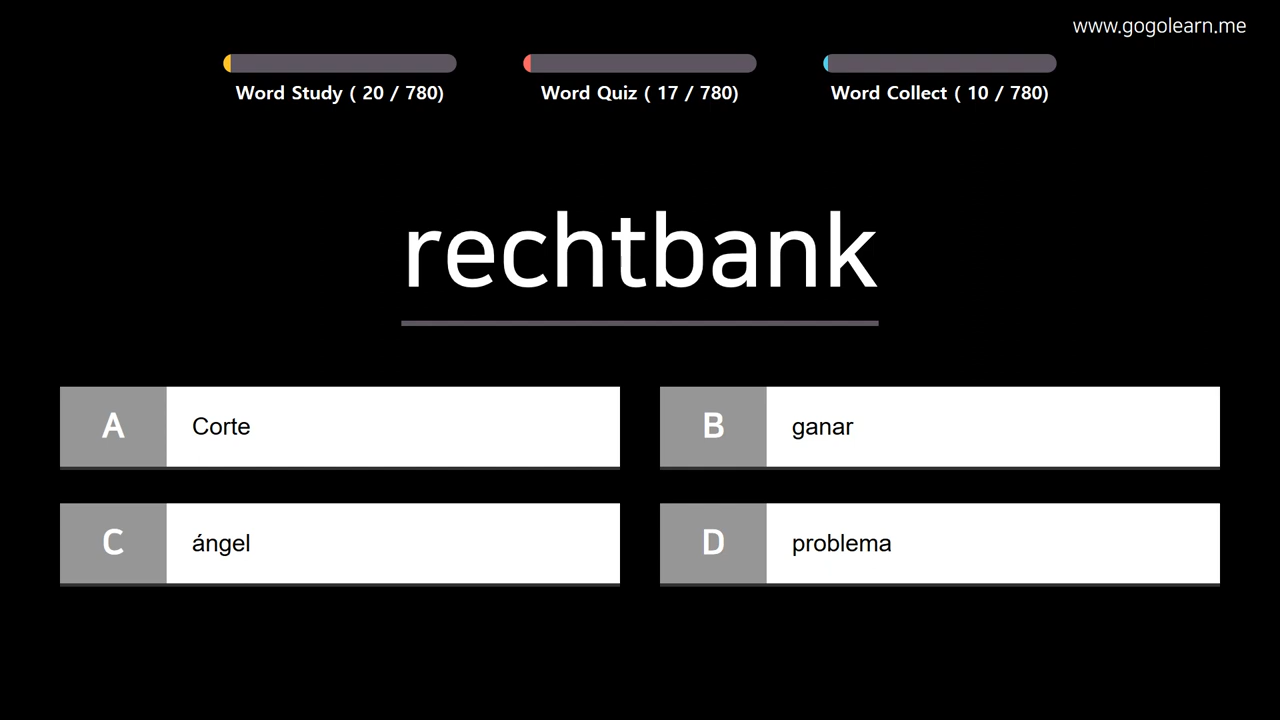 www.gogolearn.me
Word Study ( 20 / 780)
Word Quiz ( 17 / 780)
Word Collect ( 10 / 780)
rechtbank
A Corte
B ganar
C ángel
D problema